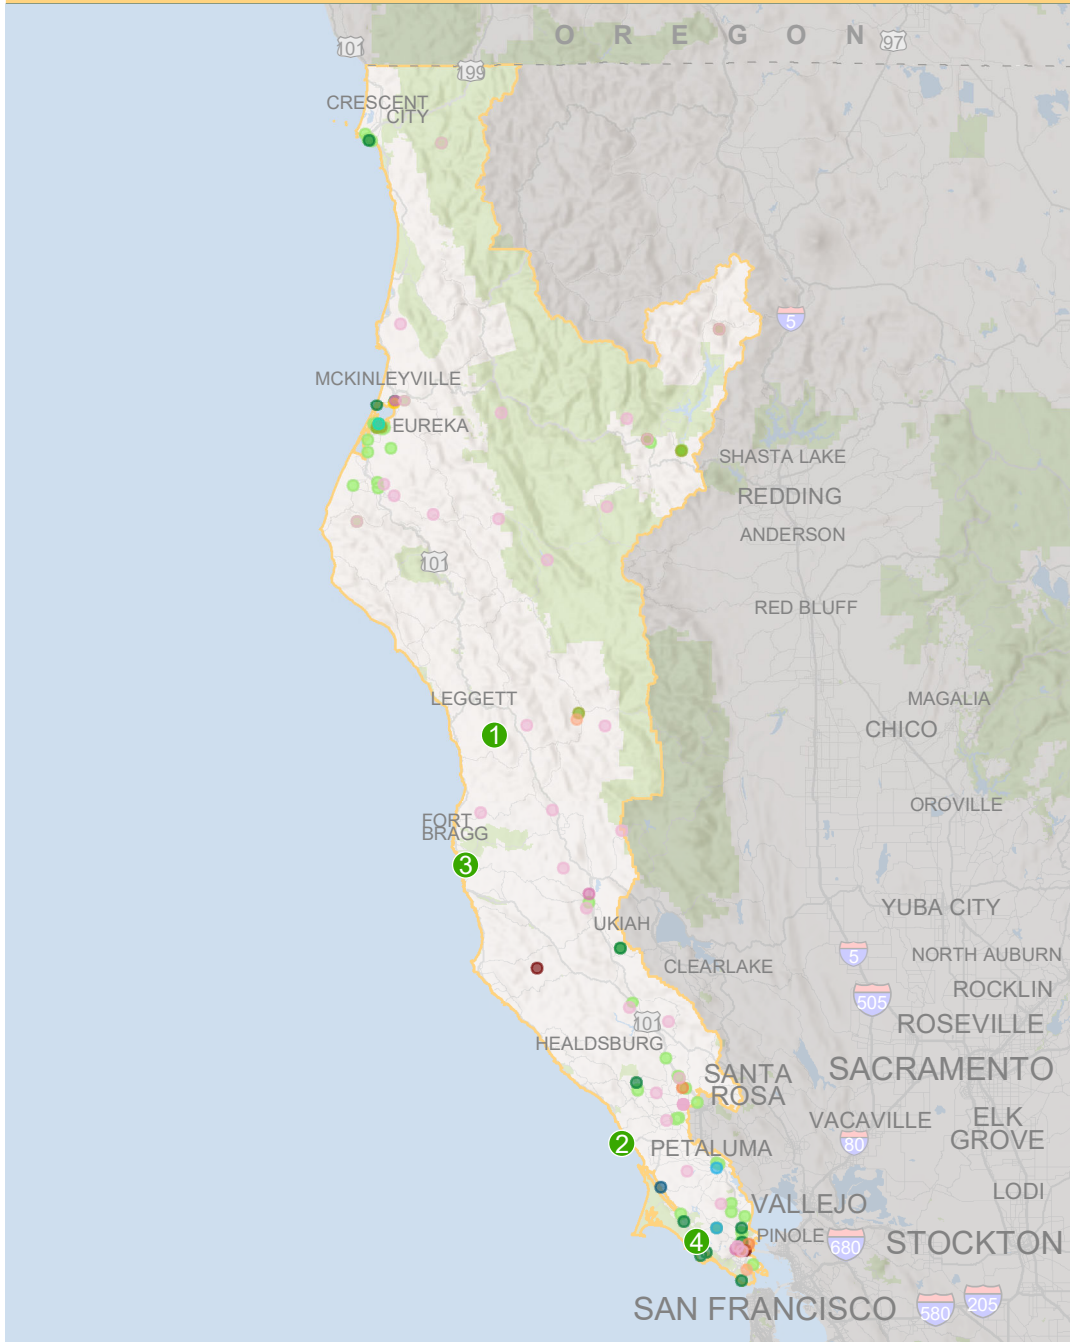 O R E G O N
101
97
199
CRESCENT
CITY
5
MCKINLEYVILLE
EUREKA
SHASTA LAKE
REDDING
ANDERSON
101
RED BLUFF
LEGGETT
MAGALIA
1
CHICO
OROVILLE
FORT
BRAGG
3
YUBA CITY
UKIAH
5
NORTH AUBURN
CLEARLAKE
ROCKLIN
505
101
ROSEVILLE
HEALDSBURG
SACRAMENTO
SANTA
ROSA
VACAVILLE
ELK
GROVE
2
80
PETALUMA
LODI
VALLEJO
PINOLE
4
680
STOCKTON
SAN FRANCISCO
580
205